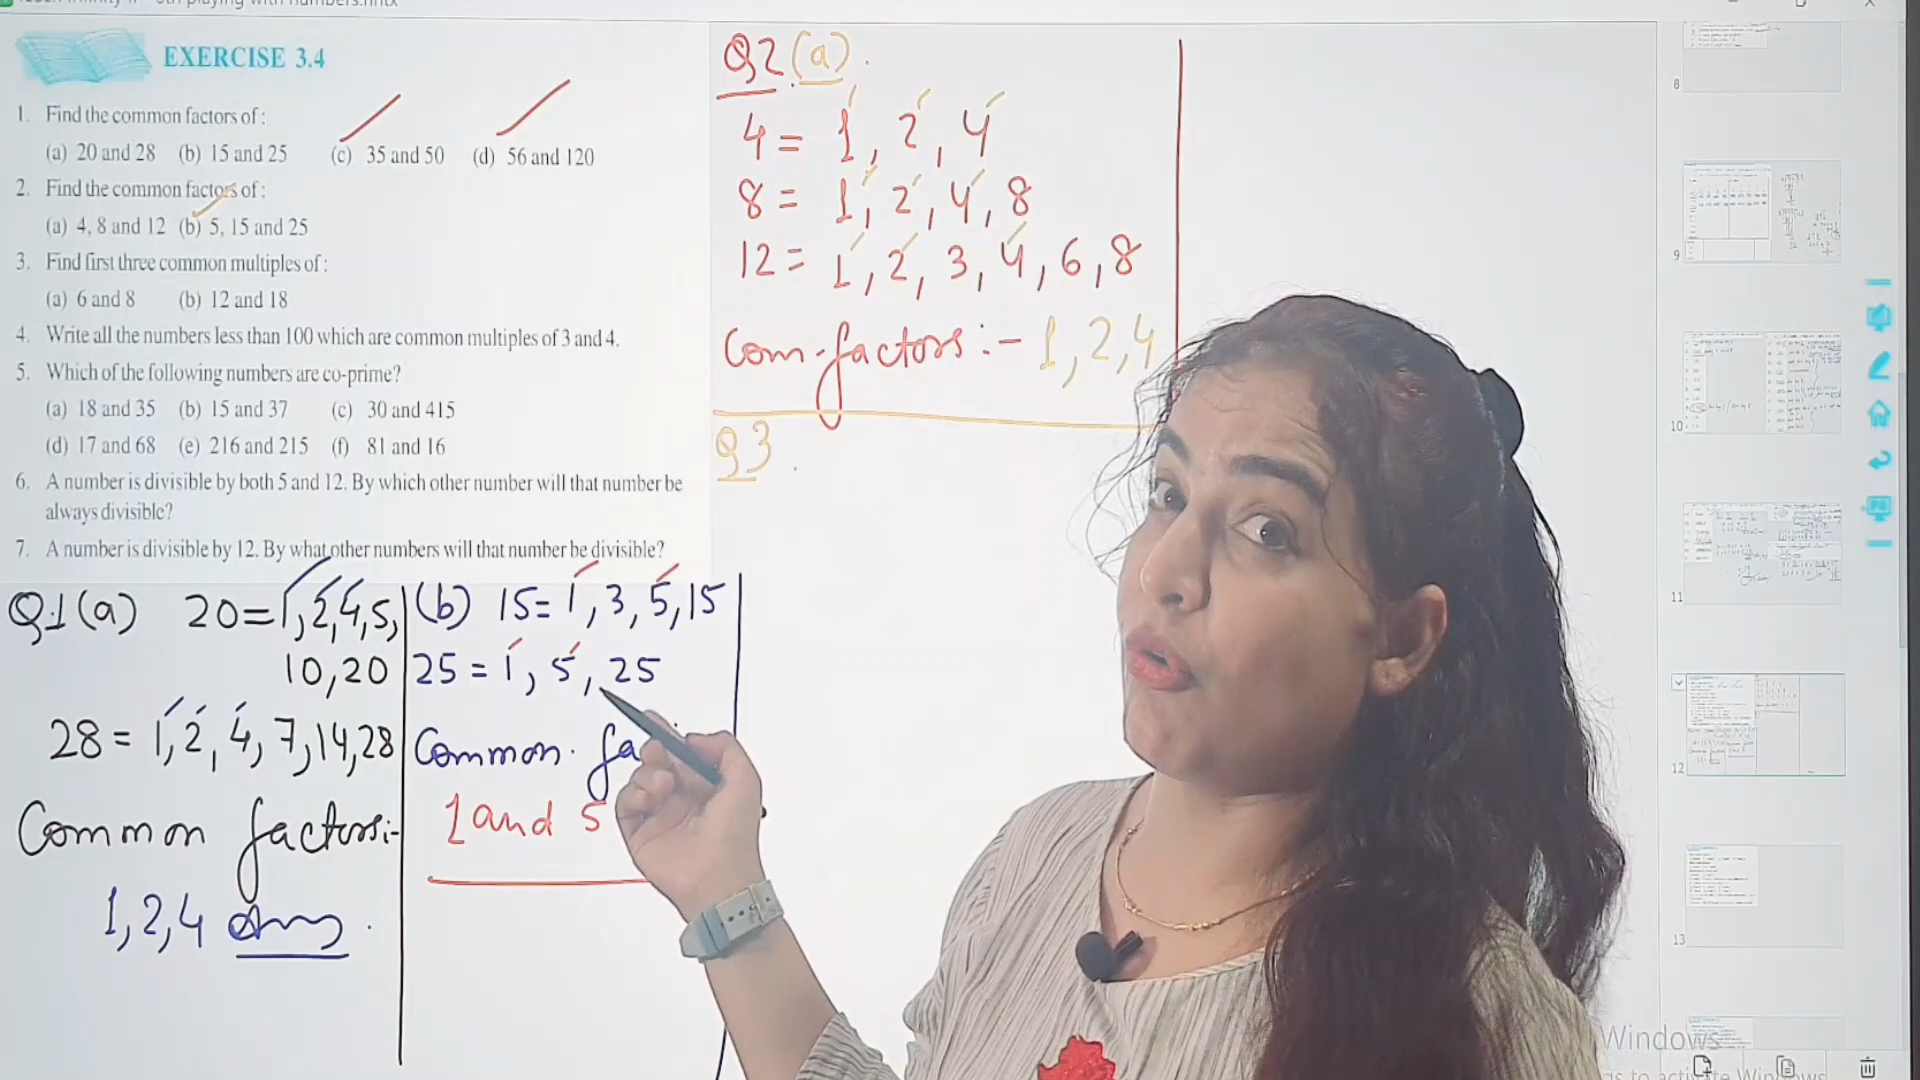 EXERCISE 3.4
1. Find the common factors of :
(a) 20 and 28 (b) 15 and 25 (c) 35 and 50 (d) 56 and 120
2. Find the common factors of :
(a) 4, 8 and 12 (b) 5, 15 and 25
3. Find first three common multiples of :
(a) 6 and 8 (b) 12 and 18
4. Write all the numbers less than 100 which are common multiples of 3 and 4.
5. Which of the following numbers are co-prime?
(a) 18 and 35 (b) 15 and 37 (c) 30 and 415
(d) 17 and 68 (e) 216 and 215 (f) 81 and 16
6. A number is divisible by both 5 and 12. By which other number will that number be
always divisible?
7. A number is divisible by 12. By what other numbers will that number be divisible?
Q.1 (a) 20 = 1, 2, 4, 5,
10, 20
28 = 1, 2, 4, 7, 14, 28
Common factors :-
1, 2, 4 Ans.
(b) 15 = 1, 3, 5, 15
25 = 1, 5, 25
Common. fa
1 and 5
Q2 (a).
4 = 1, 2, 4
8 = 1, 2, 4, 8
12 = 1, 2, 3, 4, 6, 8
Com. factors :- 1, 2, 4
Q3.
8
9
10
11
12
13
Windows